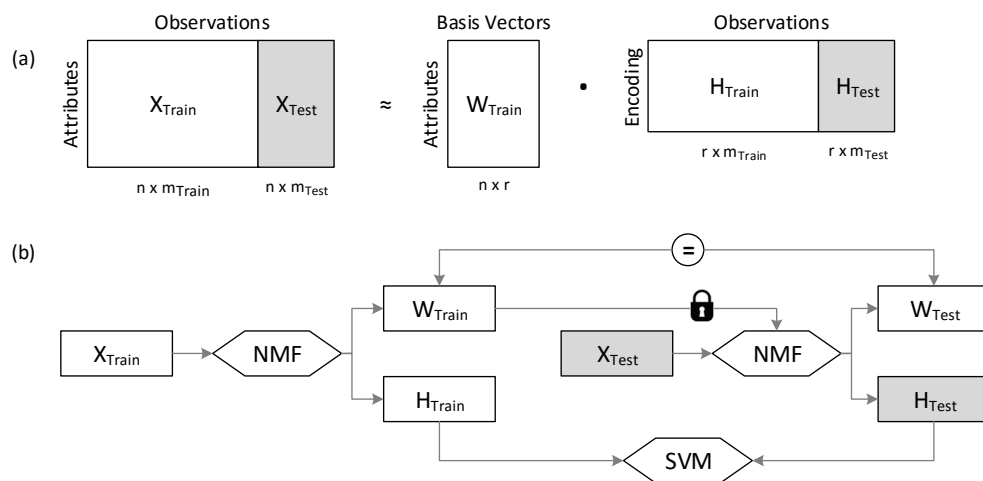 Observations Basis Vectors Observations
(a)
Attributes
XTrain XTest ≈
Attributes
WTrain
·
Encoding
HTrain HTest
n x mTrain n x mTest n x r r x mTrain r x mTest
(b)
=
WTrain WTest
XTrain NMF XTest NMF
HTrain HTest
SVM